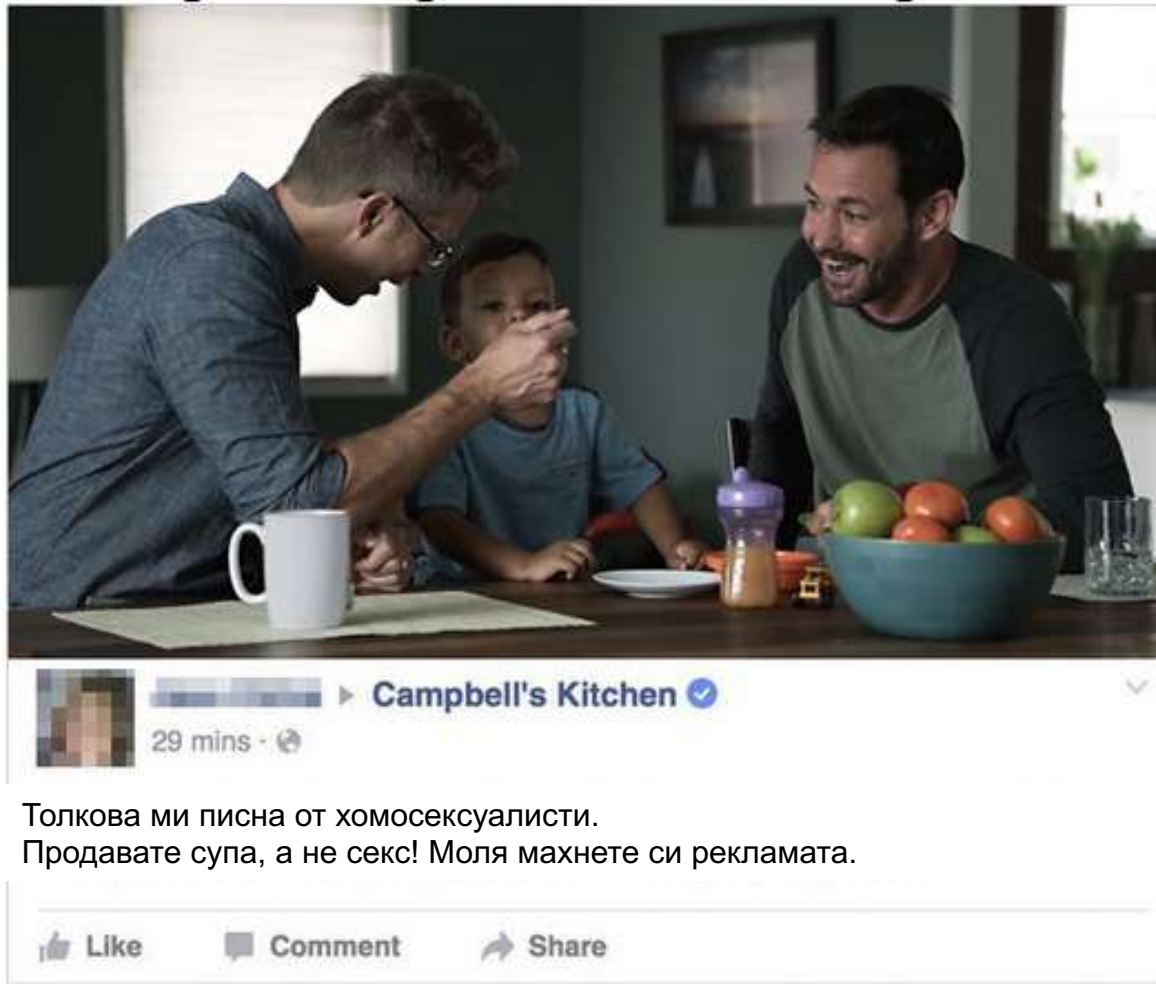 Campbell's Kitchen
29 mins ·
Толкова ми писна от хомосексуалисти.
Продавате супа, а не секс! Моля махнете си рекламата.
Like Comment Share